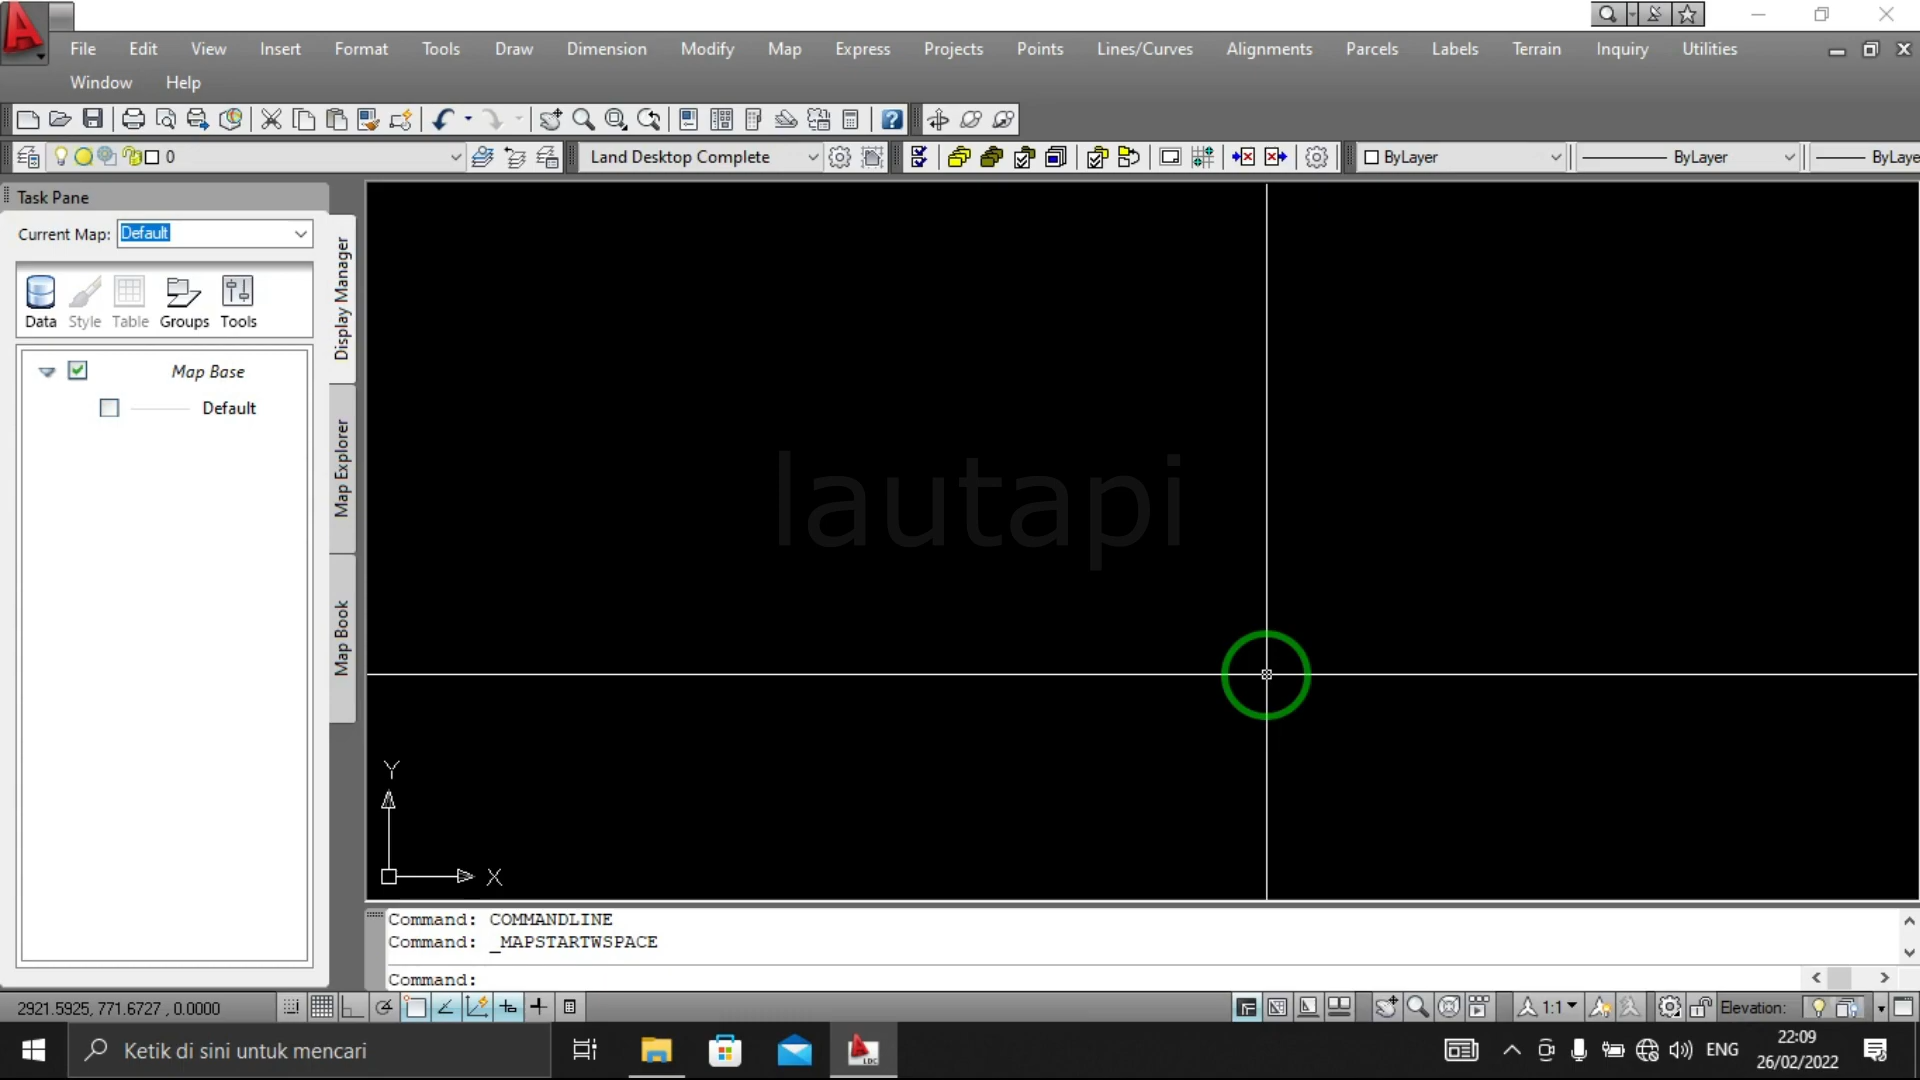 File Edit View Insert Format Tools Draw Dimension Modify Map Express Projects Points Lines/Curves Alignments Parcels Labels Terrain Inquiry Utilities
Window Help
0 Land Desktop Complete ByLayer ByLayer ByLaye
Task Pane
Current Map: Default
Data Style Table Groups Tools
Map Base
Default
Display Manager
Map Explorer
Map Book
lautapi
Y
X
Command: COMMANDLINE
Command: _MAPSTARTWSPACE
Command:
2921.5925, 771.6727 , 0.0000 1:1 Elevation:
Ketik di sini untuk mencari LDC ENG 22:09
26/02/2022